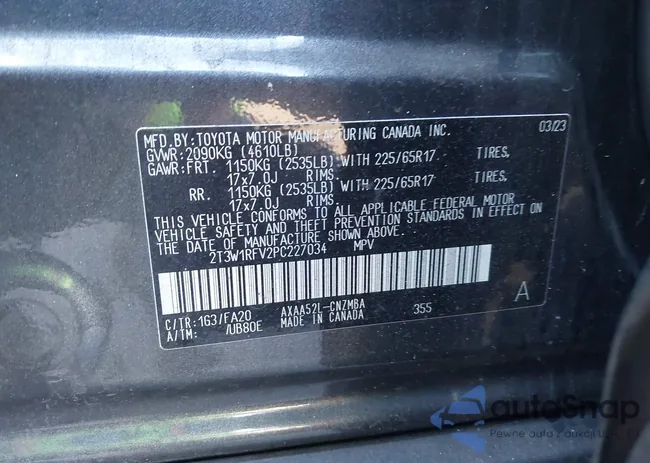 MFD.BY:TOYOTA MOTOR MANUFACTURING CANADA INC. 03/23
GVWR:2090KG (4610LB)
GAWR:FRT. 1150KG (2535LB) WITH 225/65R17 TIRES,
17x7.0J RIMS,
RR. 1150KG (2535LB) WITH 225/65R17 TIRES,
17x7.0J RIMS,
THIS VEHICLE CONFORMS TO ALL APPLICABLE FEDERAL MOTOR
VEHICLE SAFETY AND THEFT PREVENTION STANDARDS IN EFFECT ON
THE DATE OF MANUFACTURE SHOWN ABOVE.
2T3W1RFV2PC227034 MPV
A
C/TR:1G3/FA20 AXAA52L-CNZMBA 355
A/TM: /UB80E MADE IN CANADA
autoSnap
Pewne auto z aukcji